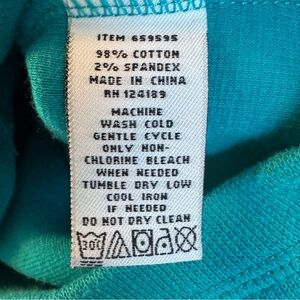 ITEM 659595
98% COTTON
2% SPANDEX
MADE IN CHINA
RN 124189
MACHINE
WASH COLD
GENTLE CYCLE
ONLY NON-
CHLORINE BLEACH
WHEN NEEDED
TUMBLE DRY LOW
COOL IRON
IF NEEDED
DO NOT DRY CLEAN
30C